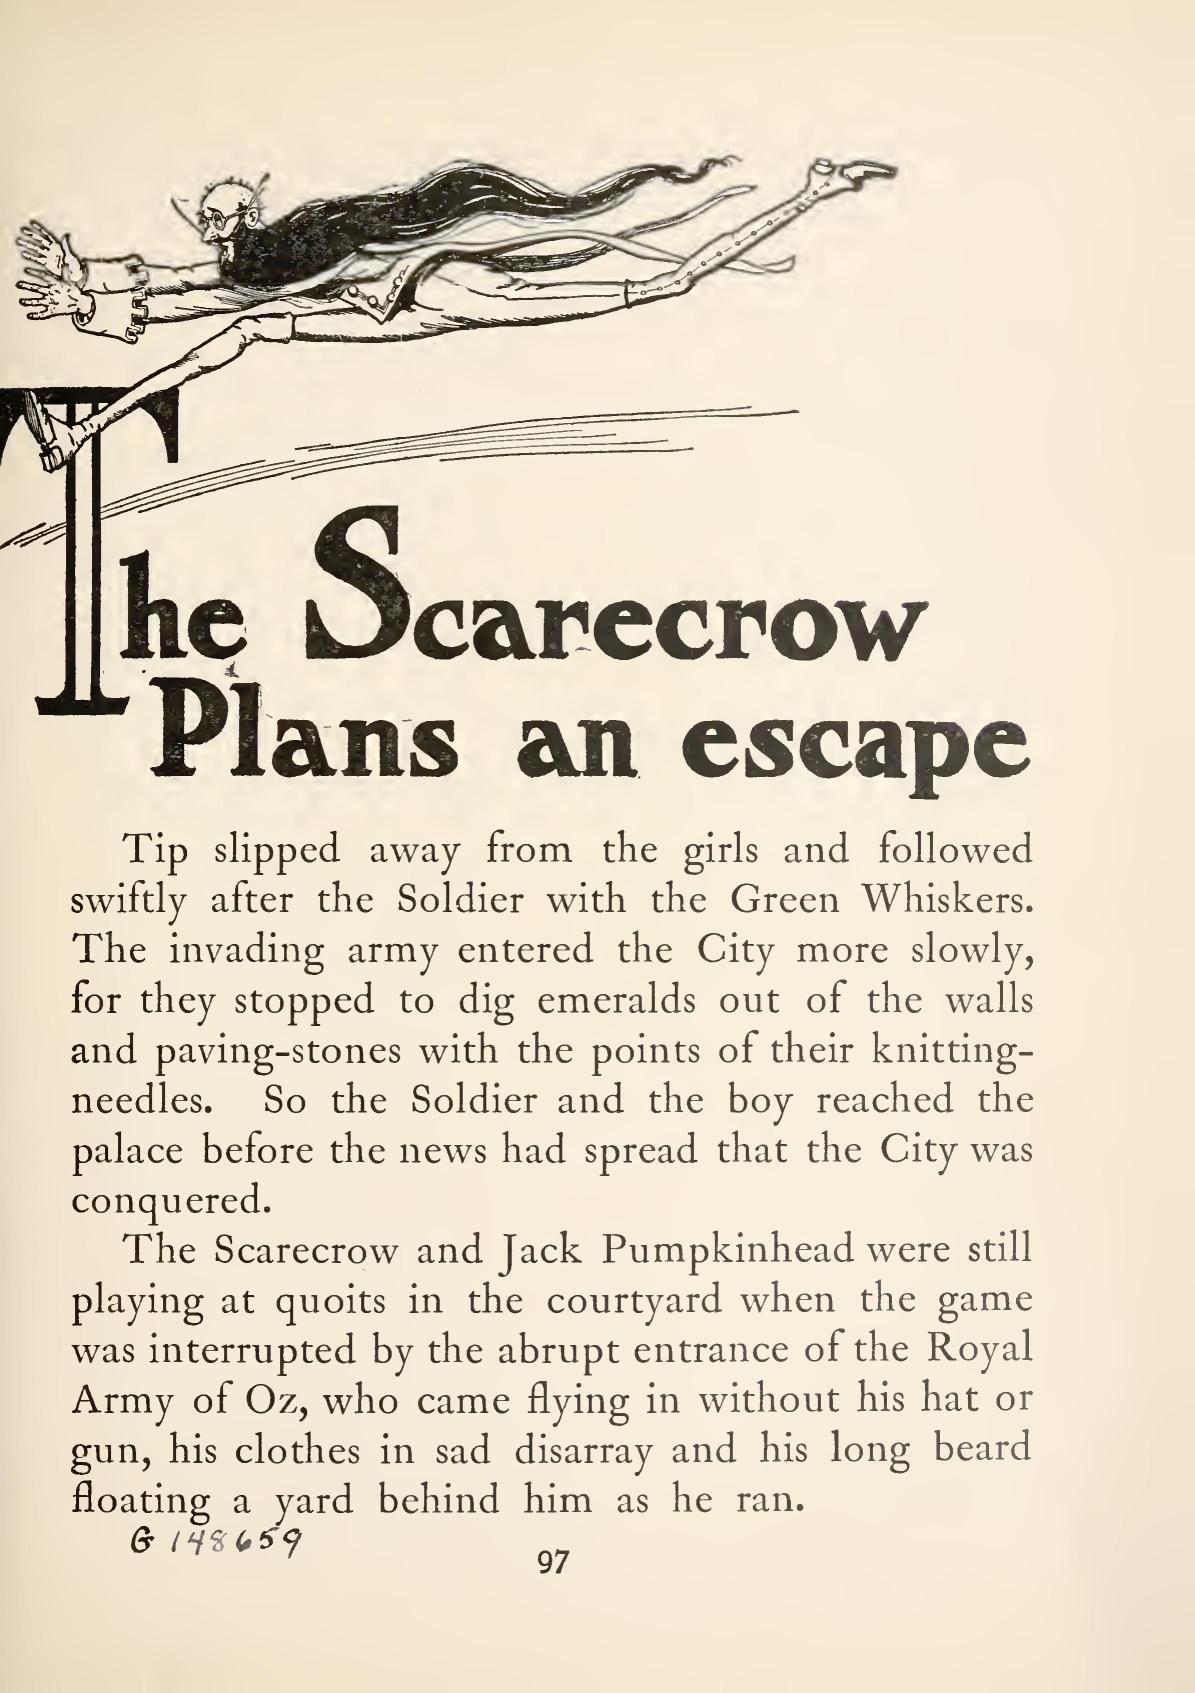 The Scarecrow
Plans an escape
Tip slipped away from the girls and followed
swiftly after the Soldier with the Green Whiskers.
The invading army entered the City more slowly,
for they stopped to dig emeralds out of the walls
and paving-stones with the points of their knitting-
needles. So the Soldier and the boy reached the
palace before the news had spread that the City was
conquered.
The Scarecrow and Jack Pumpkinhead were still
playing at quoits in the courtyard when the game
was interrupted by the abrupt entrance of the Royal
Army of Oz, who came flying in without his hat or
gun, his clothes in sad disarray and his long beard
floating a yard behind him as he ran.
G 148659
97